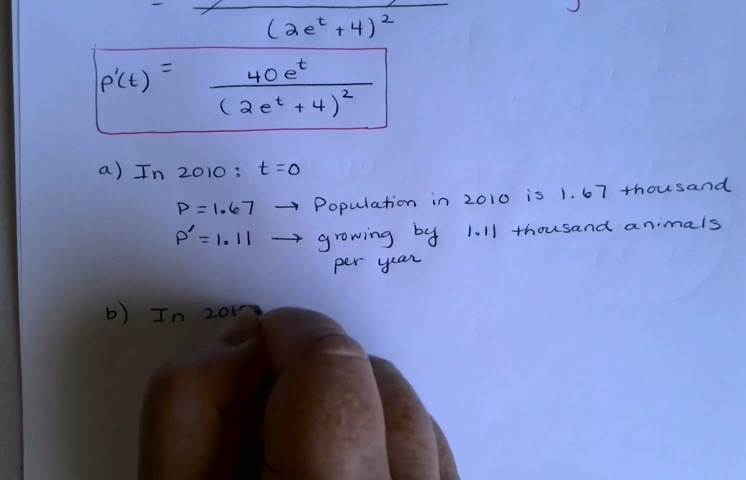 =
(2e^t + 4)^2
P'(t) = 40e^t / (2e^t + 4)^2
a) In 2010 : t = 0
P = 1.67 → Population in 2010 is 1.67 thousand
P' = 1.11 → growing by 1.11 thousand animals
per year
b) In